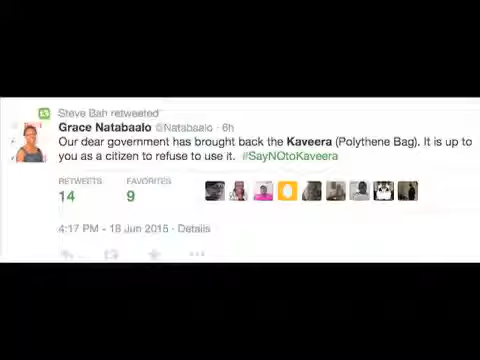 Steve Bah retweeted
Grace Natabaalo @Natabaalo · 6h
Our dear government has brought back the Kaveera (Polythene Bag). It is up to
you as a citizen to refuse to use it. #SayNOtoKaveera
RETWEETS FAVORITES
14 9
4:17 PM - 18 Jun 2015 · Details